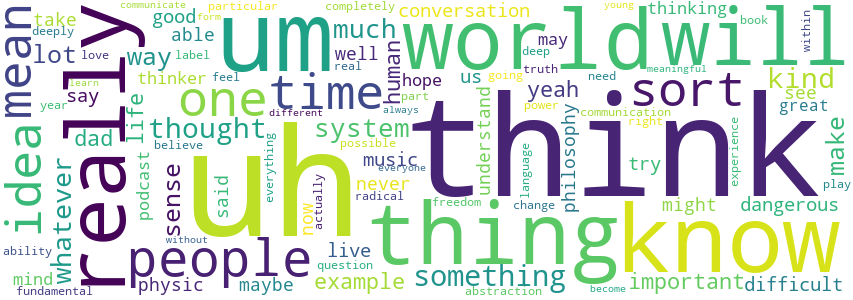 particular
communicate
completely
young
take
form
good
conversation
thinking
book
within
deeply
love
able
much
world
will
mean
really
um
lot
way
label
well
may
deep
real
thinker
feel
human
hope
us
going
truth
need
meaningful
say
learn
year
one
time
part
yeah
sort
kind
see
power
always
different
great
communication
right
dad
life
thought
system
understand
think
philosophy
idea
uh
believe
possible
make
music
everyone
try
experience
play
whatever
podcast
sense
said
everything
now
actually
never
radical
language
freedom
change
might
dangerous
thing
know
ability
people
without
live
question
something
important
mind
fundamental
physic
maybe
example
abstraction
become
difficult